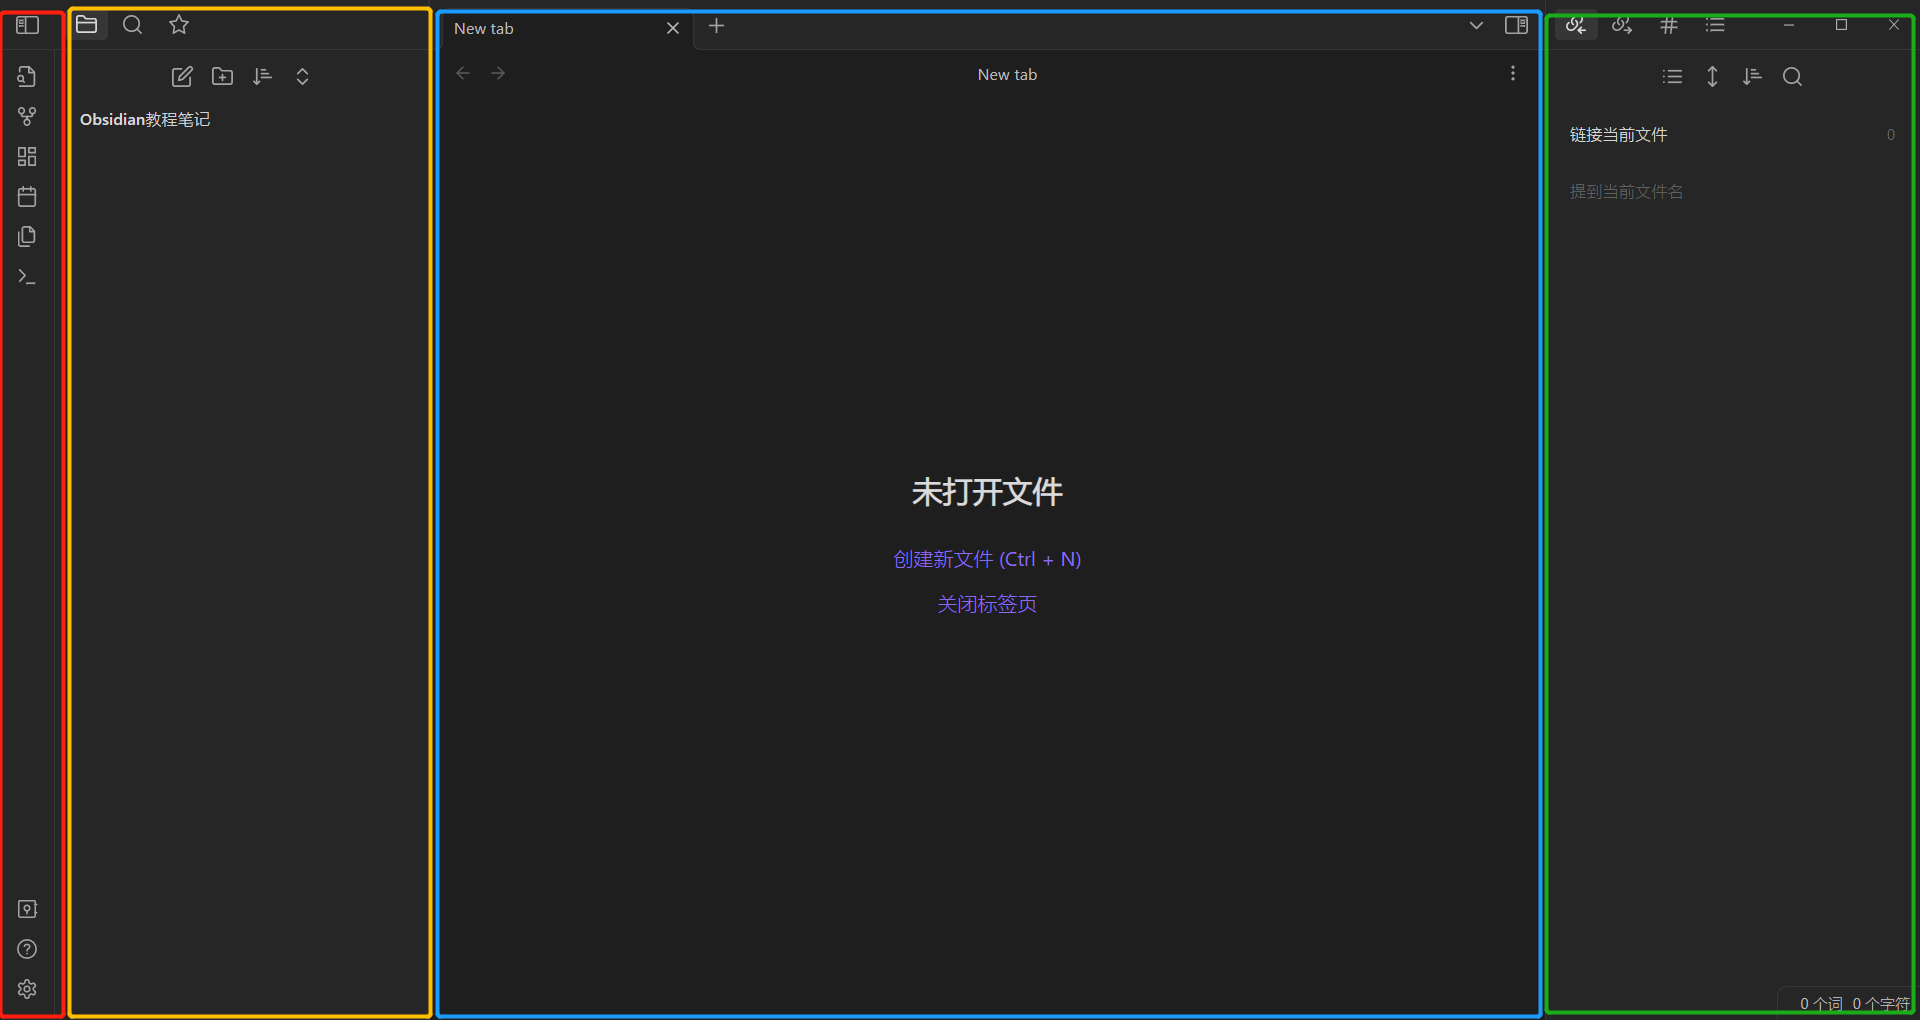 New tab
New tab
Obsidian教程笔记
链接当前文件 0
提到当前文件名
未打开文件
创建新文件 (Ctrl + N)
关闭标签页
0 个词 0 个字符